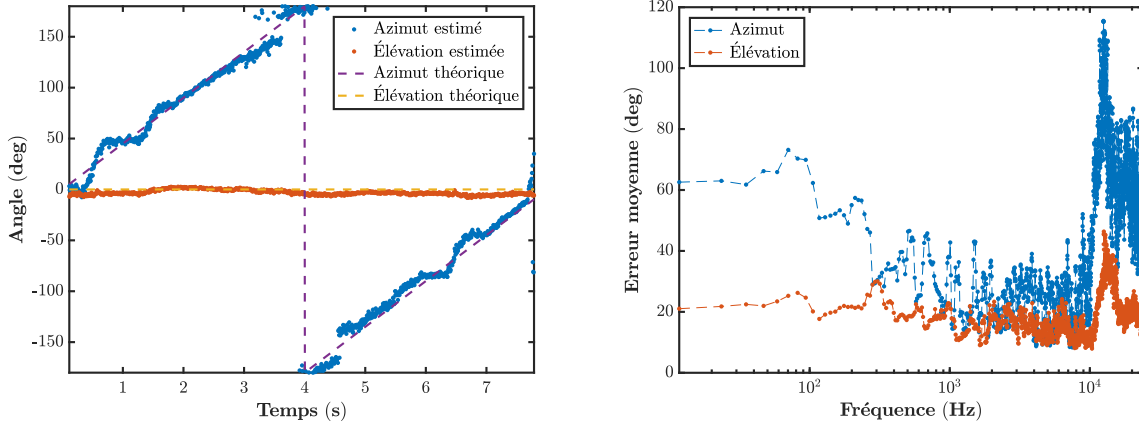 150
100
50
0
-50
-100
-150
1
2
3
4
5
6
7
Angle (deg)
Temps (s)
Azimut estimé
Élévation estimée
Azimut théorique
Élévation théorique
120
100
80
60
40
20
0
10²
10³
10⁴
Erreur moyenne (deg)
Fréquence (Hz)
Azimut
Élévation